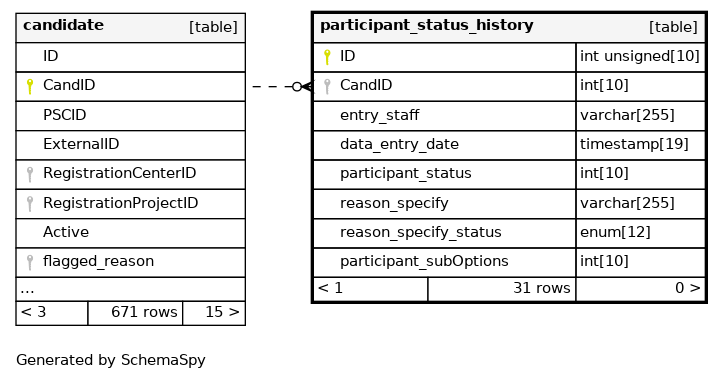 candidate [table]
ID
CandID
PSCID
ExternalID
RegistrationCenterID
RegistrationProjectID
Active
flagged_reason
...
< 3 671 rows 15 >
participant_status_history [table]
ID int unsigned[10]
CandID int[10]
entry_staff varchar[255]
data_entry_date timestamp[19]
participant_status int[10]
reason_specify varchar[255]
reason_specify_status enum[12]
participant_subOptions int[10]
< 1 31 rows 0 >
Generated by SchemaSpy